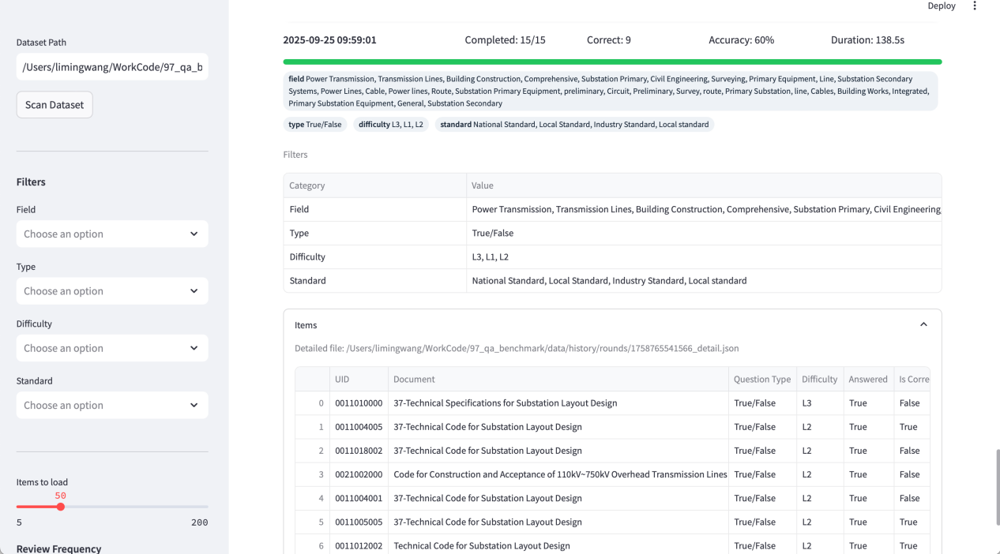 Deploy
Dataset Path
/Users/limingwang/WorkCode/97_qa_b
Scan Dataset
Filters
Field
Choose an option
Type
Choose an option
Difficulty
Choose an option
Standard
Choose an option
Items to load
50
5 200
Review Frequency
2025-09-25 09:59:01 Completed: 15/15 Correct: 9 Accuracy: 60% Duration: 138.5s
field Power Transmission, Transmission Lines, Building Construction, Comprehensive, Substation Primary, Civil Engineering, Surveying, Primary Equipment, Line, Substation Secondary
Systems, Power Lines, Cable, Power lines, Route, Substation Primary Equipment, preliminary, Circuit, Preliminary, Survey, route, Primary Substation, line, Cables, Building Works, Integrated,
Primary Substation Equipment, General, Substation Secondary
type True/False difficulty L3, L1, L2 standard National Standard, Local Standard, Industry Standard, Local standard
Filters
Category Value
Field Power Transmission, Transmission Lines, Building Construction, Comprehensive, Substation Primary, Civil Engineering,
Type True/False
Difficulty L3, L1, L2
Standard National Standard, Local Standard, Industry Standard, Local standard
Items
Detailed file: /Users/limingwang/WorkCode/97_qa_benchmark/data/history/rounds/1758765541566_detail.json
UID Document Question Type Difficulty Answered Is Corre
0 0011010000 37-Technical Specifications for Substation Layout Design True/False L3 True False
1 0011004005 37-Technical Code for Substation Layout Design True/False L2 True True
2 0011018002 37-Technical Code for Substation Layout Design True/False L2 True False
3 0021002000 Code for Construction and Acceptance of 110kV~750kV Overhead Transmission Lines True/False L2 True False
4 0011004001 37-Technical Code for Substation Layout Design True/False L2 True False
5 0011005005 37-Technical Code for Substation Layout Design True/False L2 True True
6 0011012002 Technical Code for Substation Layout Design True/False L2 True True